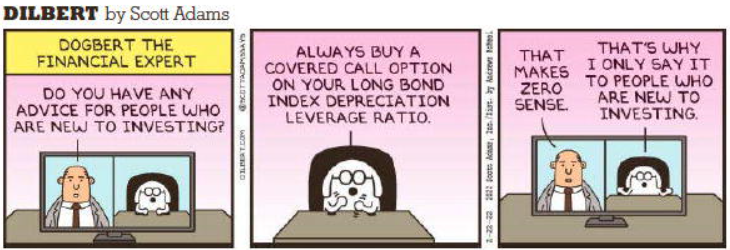 DILBERT by Scott Adams
DOGBERT THE
FINANCIAL EXPERT
DO YOU HAVE ANY
ADVICE FOR PEOPLE WHO
ARE NEW TO INVESTING?
DILBERT.COM @SCOTTADAMSSAYS
ALWAYS BUY A
COVERED CALL OPTION
ON YOUR LONG BOND
INDEX DEPRECIATION
LEVERAGE RATIO.
2-22-22 2022 Scott Adams, Inc./Dist. by Andrews McMeel
THAT
MAKES
ZERO
SENSE.
THAT'S WHY
I ONLY SAY IT
TO PEOPLE WHO
ARE NEW TO
INVESTING.